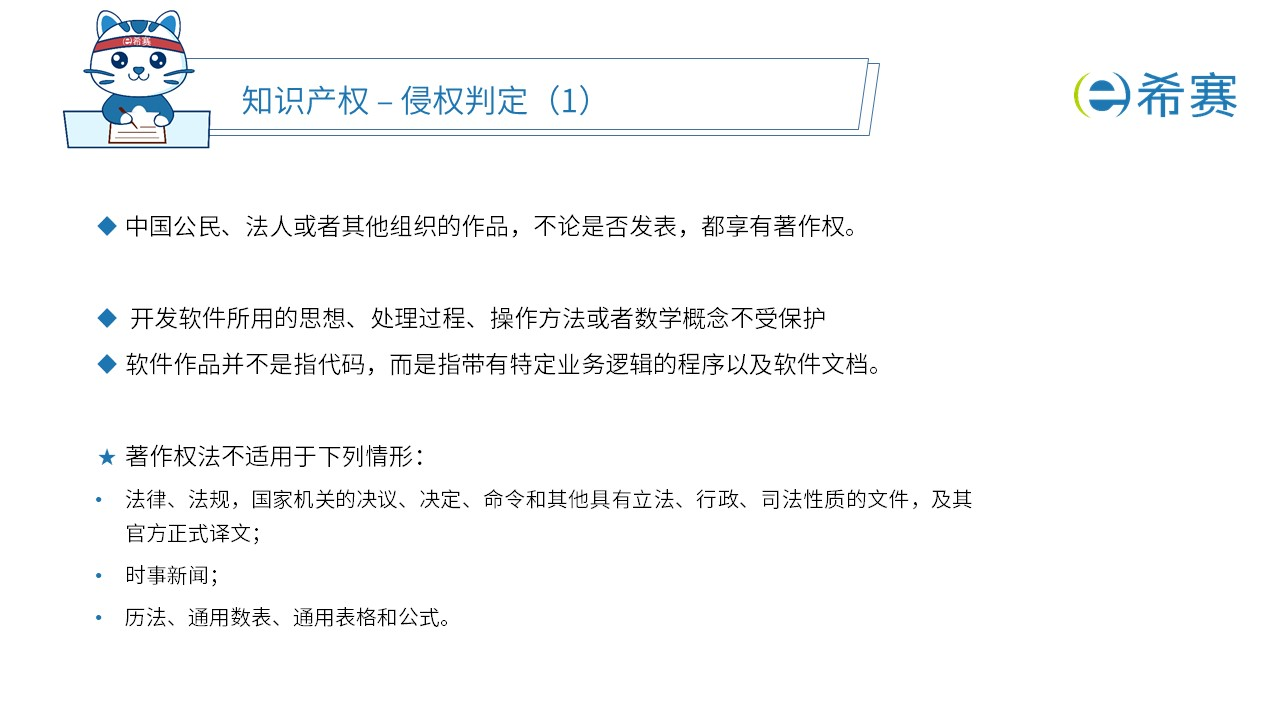 希赛
知识产权 – 侵权判定（1）
希赛
◆ 中国公民、法人或者其他组织的作品，不论是否发表，都享有著作权。
◆ 开发软件所用的思想、处理过程、操作方法或者数学概念不受保护
◆ 软件作品并不是指代码，而是指带有特定业务逻辑的程序以及软件文档。
★ 著作权法不适用于下列情形：
• 法律、法规，国家机关的决议、决定、命令和其他具有立法、行政、司法性质的文件，及其
官方正式译文；
• 时事新闻；
• 历法、通用数表、通用表格和公式。